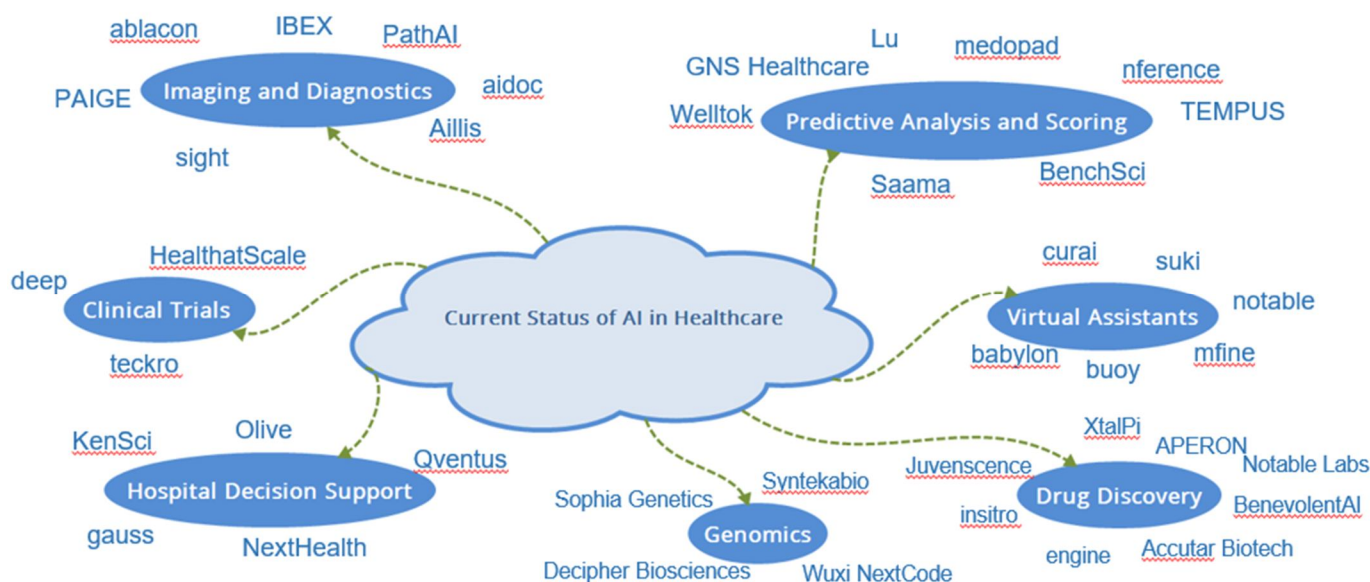 ablacon
IBEX
PathAI
Imaging and Diagnostics
aidoc
PAIGE
Aillis
sight
Lu
medopad
GNS Healthcare
nference
Welltok
Predictive Analysis and Scoring
TEMPUS
Saama
BenchSci
HealthatScale
deep
Clinical Trials
teckro
Current Status of AI in Healthcare
curai
suki
notable
Virtual Assistants
babylon
buoy
mfine
KenSci
Olive
Qventus
Hospital Decision Support
gauss
NextHealth
Sophia Genetics
Syntekabio
Genomics
Decipher Biosciences
Wuxi NextCode
XtalPi
APERON
Notable Labs
Juvenscence
Drug Discovery
BenevolentAI
insitro
engine
Accutar Biotech